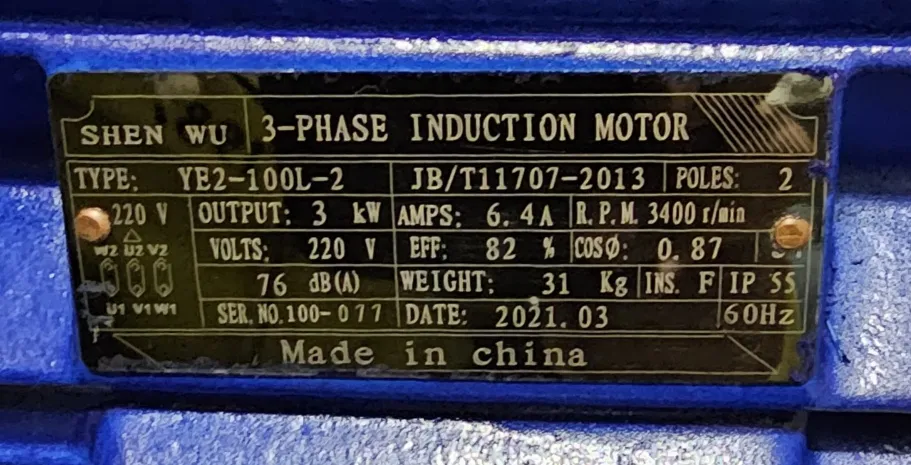 SHEN WU 3-PHASE INDUCTION MOTOR
TYPE: YE2-100L-2 JB/T11707-2013 POLES: 2
220 V OUTPUT: 3 kW AMPS: 6.4A R.P.M. 3400 r/min
△
W2 U2 V2 VOLTS: 220 V EFF: 82 % COSØ: 0.87
76 dB(A) WEIGHT: 31 Kg INS. F IP 55
U1 V1 W1 SER.NO.100-077 DATE: 2021.03 60Hz
Made in china